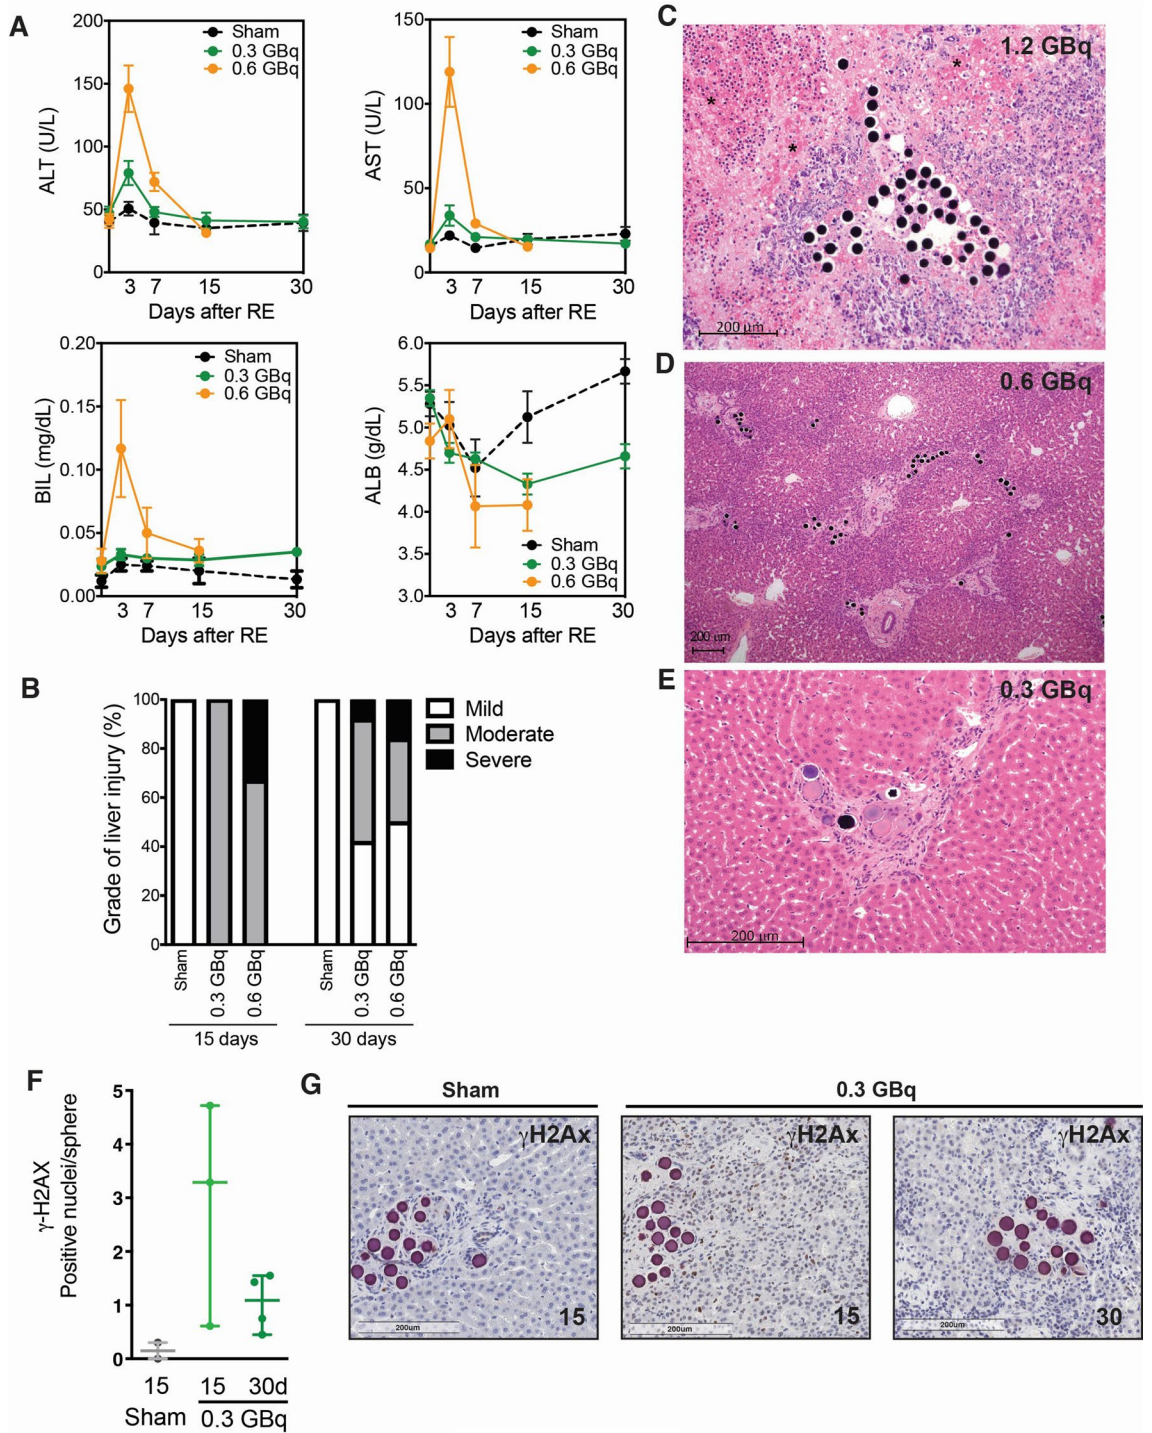 A
200
150
100
50
0
ALT (U/L)
Sham
0.3 GBq
0.6 GBq
3 7 15 30
Days after RE
150
100
50
0
AST (U/L)
Sham
0.3 GBq
0.6 GBq
3 7 15 30
Days after RE
0.20
0.15
0.10
0.05
0.00
BIL (mg/dL)
Sham
0.3 GBq
0.6 GBq
3 7 15 30
Days after RE
6.0
5.5
5.0
4.5
4.0
3.5
3.0
ALB (g/dL)
Sham
0.3 GBq
0.6 GBq
3 7 15 30
Days after RE
B
100
80
60
40
20
0
Grade of liver injury (%)
Mild
Moderate
Severe
Sham
0.3 GBq
0.6 GBq
Sham
0.3 GBq
0.6 GBq
15 days
30 days
C
1.2 GBq
*
*
*
200 µm
D
0.6 GBq
200 µm
E
0.3 GBq
200 µm
F
5
4
3
2
1
0
γ-H2AX
Positive nuclei/sphere
15 15 30d
Sham 0.3 GBq
G
Sham
0.3 GBq
γH2Ax
15
200um
γH2Ax
15
200um
γH2Ax
30
200um